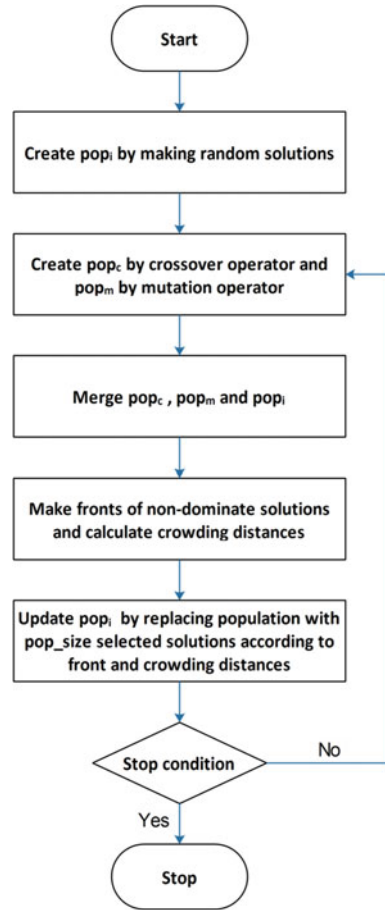 Start
Create popᵢ by making random solutions
Create pop꜀ by crossover operator and
popₘ by mutation operator
Merge pop꜀ , popₘ and popᵢ
Make fronts of non-dominate solutions
and calculate crowding distances
Update popᵢ by replacing population with
pop_size selected solutions according to
front and crowding distances
Stop condition
No
Yes
Stop